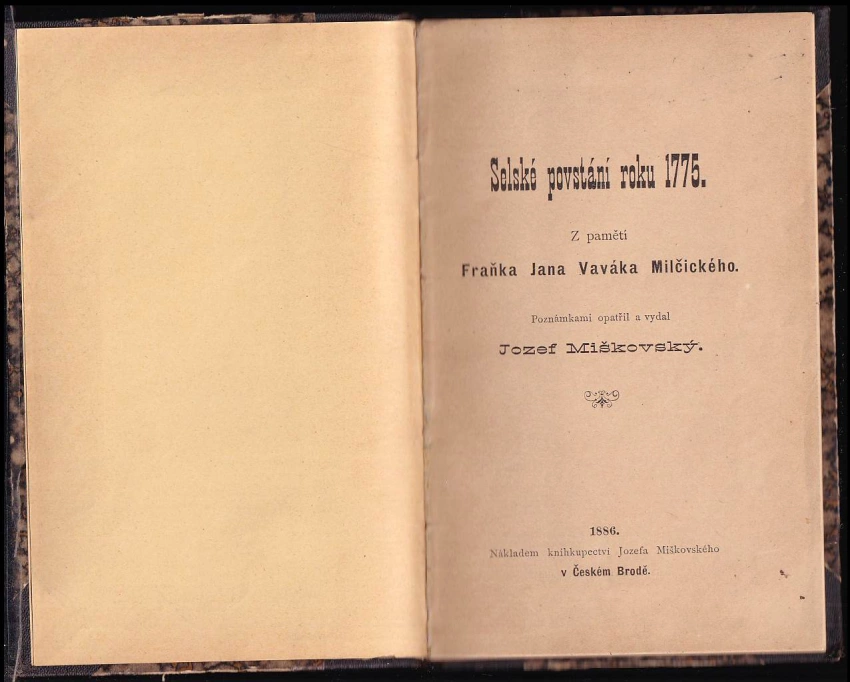 Selské povstání roku 1775.
Z pamětí
Fraňka Jana Vaváka Milčického.
Poznámkami opatřil a vydal
Jozef Miškovský.
1886.
Nákladem knihkupectví Jozefa Miškovského
v Českém Brodě.